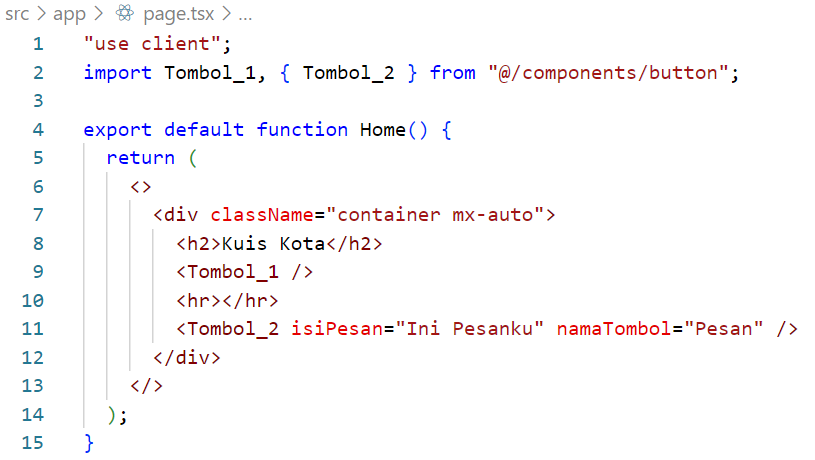 src > app > page.tsx > ...
1 "use client";
2 import Tombol_1, { Tombol_2 } from "@/components/button";
3
4 export default function Home() {
5   return (
6     <>
7       <div className="container mx-auto">
8         <h2>Kuis Kota</h2>
9         <Tombol_1 />
10         <hr></hr>
11         <Tombol_2 isiPesan="Ini Pesanku" namaTombol="Pesan" />
12       </div>
13     </>
14   );
15 }